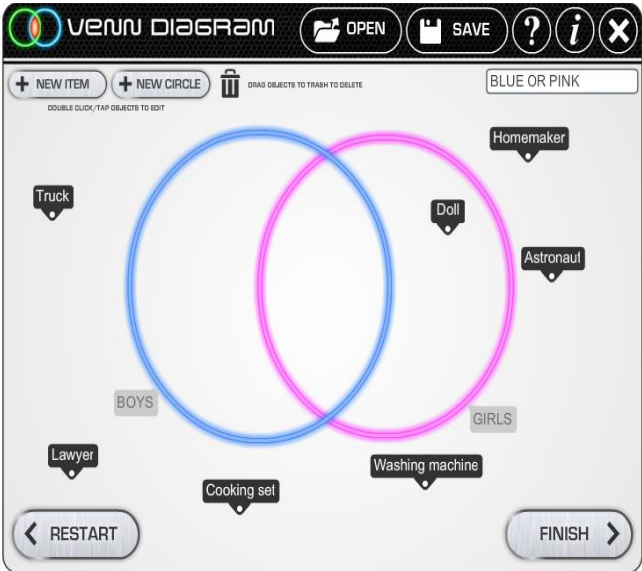 VENN DIAGRAM
OPEN
SAVE
?
i
X
+ NEW ITEM
+ NEW CIRCLE
DRAG OBJECTS TO TRASH TO DELETE
BLUE OR PINK
DOUBLE CLICK/TAP OBJECTS TO EDIT
Homemaker
Truck
Doll
Astronaut
BOYS
GIRLS
Lawyer
Washing machine
Cooking set
RESTART
FINISH